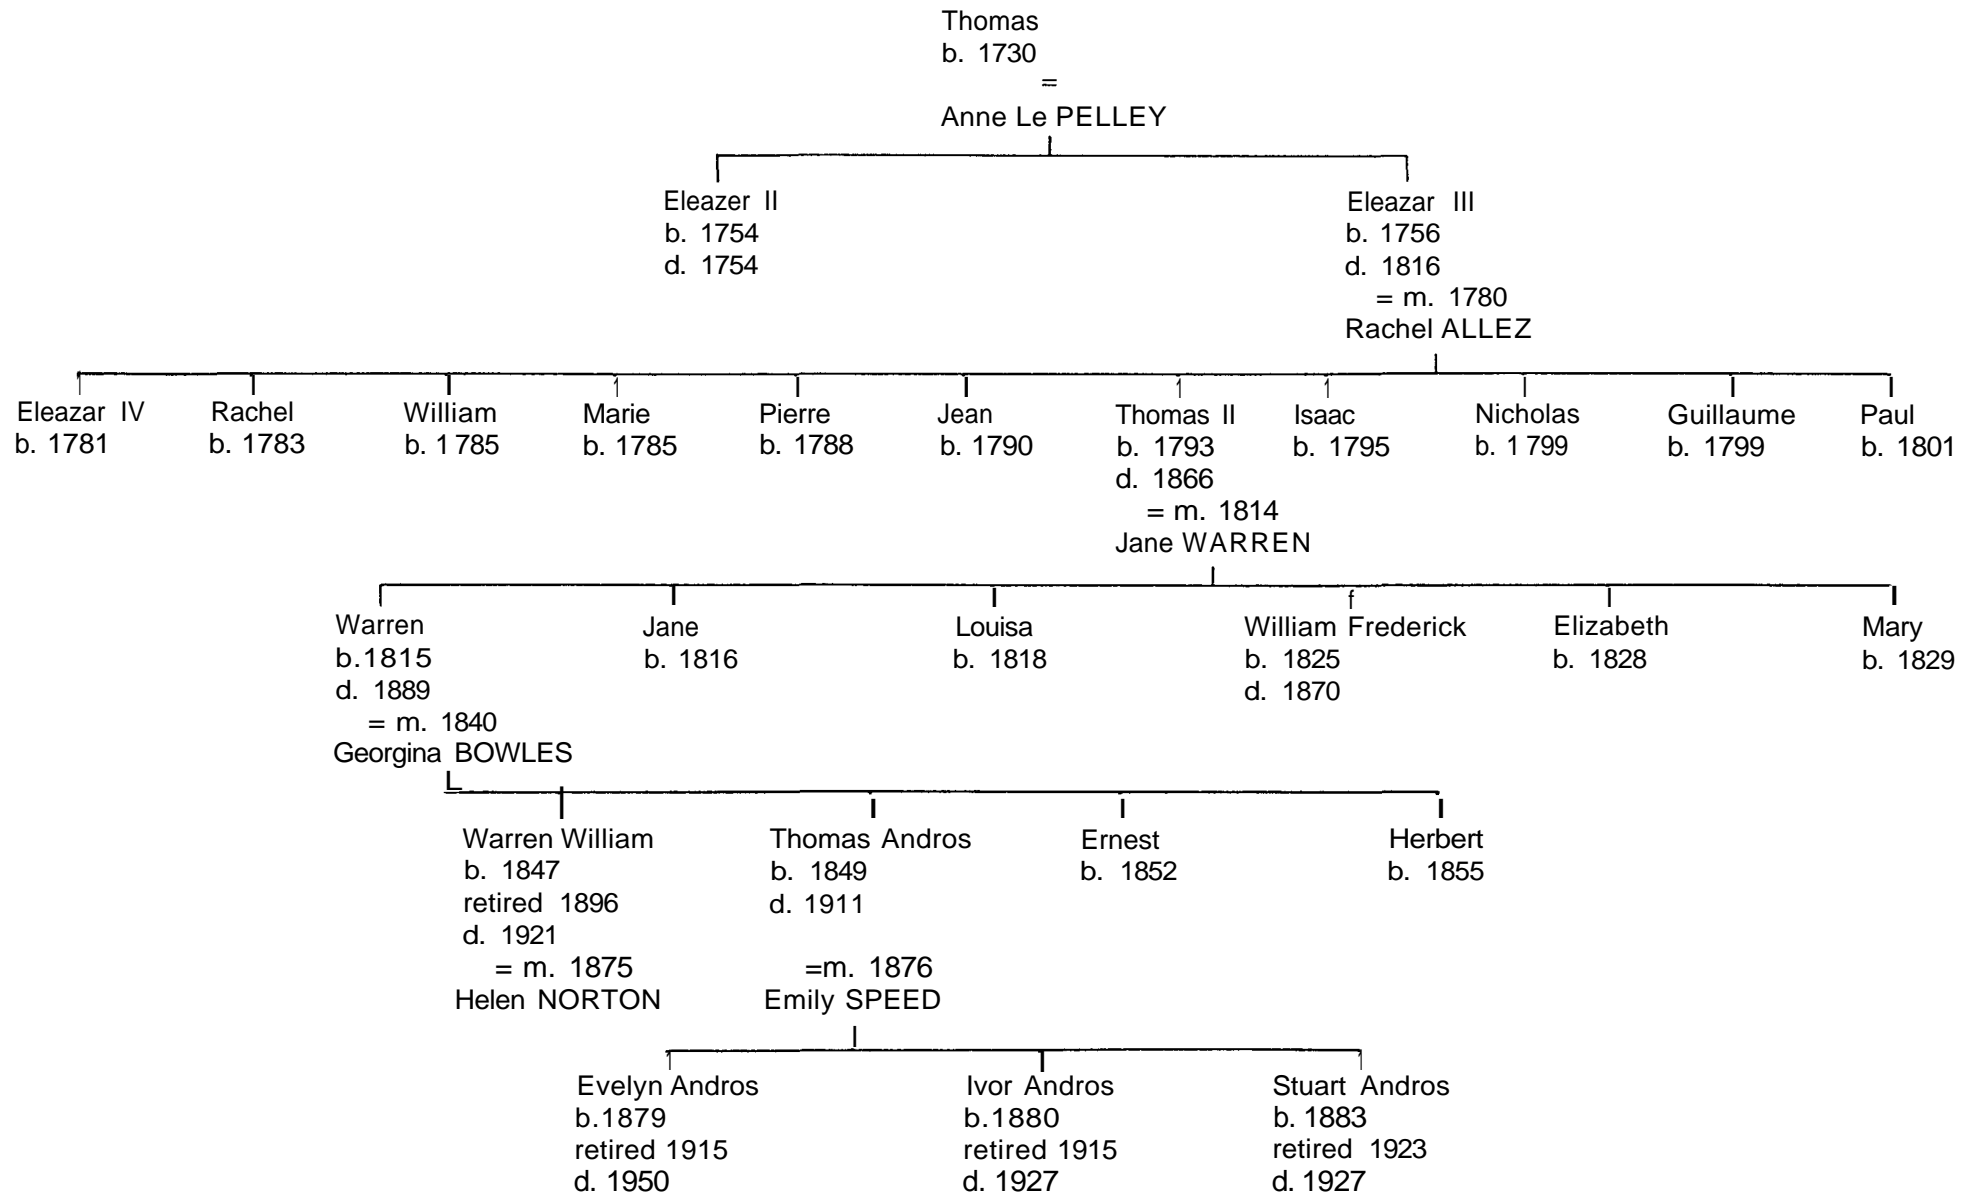 Thomas
b. 1730
=
Anne Le PELLEY
Eleazer II
b. 1754
d. 1754
Eleazar III
b. 1756
d. 1816
= m. 1780
Rachel ALLEZ
Eleazar IV
b. 1781
Rachel
b. 1783
William
b. 1785
Marie
b. 1785
Pierre
b. 1788
Jean
b. 1790
Thomas II
b. 1793
d. 1866
= m. 1814
Jane WARREN
Isaac
b. 1795
Nicholas
b. 1799
Guillaume
b. 1799
Paul
b. 1801
Warren
b.1815
d. 1889
= m. 1840
Georgina BOWLES
Jane
b. 1816
Louisa
b. 1818
William Frederick
b. 1825
d. 1870
Elizabeth
b. 1828
Mary
b. 1829
Warren William
b. 1847
retired 1896
d. 1921
= m. 1875
Helen NORTON
Thomas Andros
b. 1849
d. 1911
=m. 1876
Emily SPEED
Ernest
b. 1852
Herbert
b. 1855
Evelyn Andros
b.1879
retired 1915
d. 1950
Ivor Andros
b.1880
retired 1915
d. 1927
Stuart Andros
b. 1883
retired 1923
d. 1927